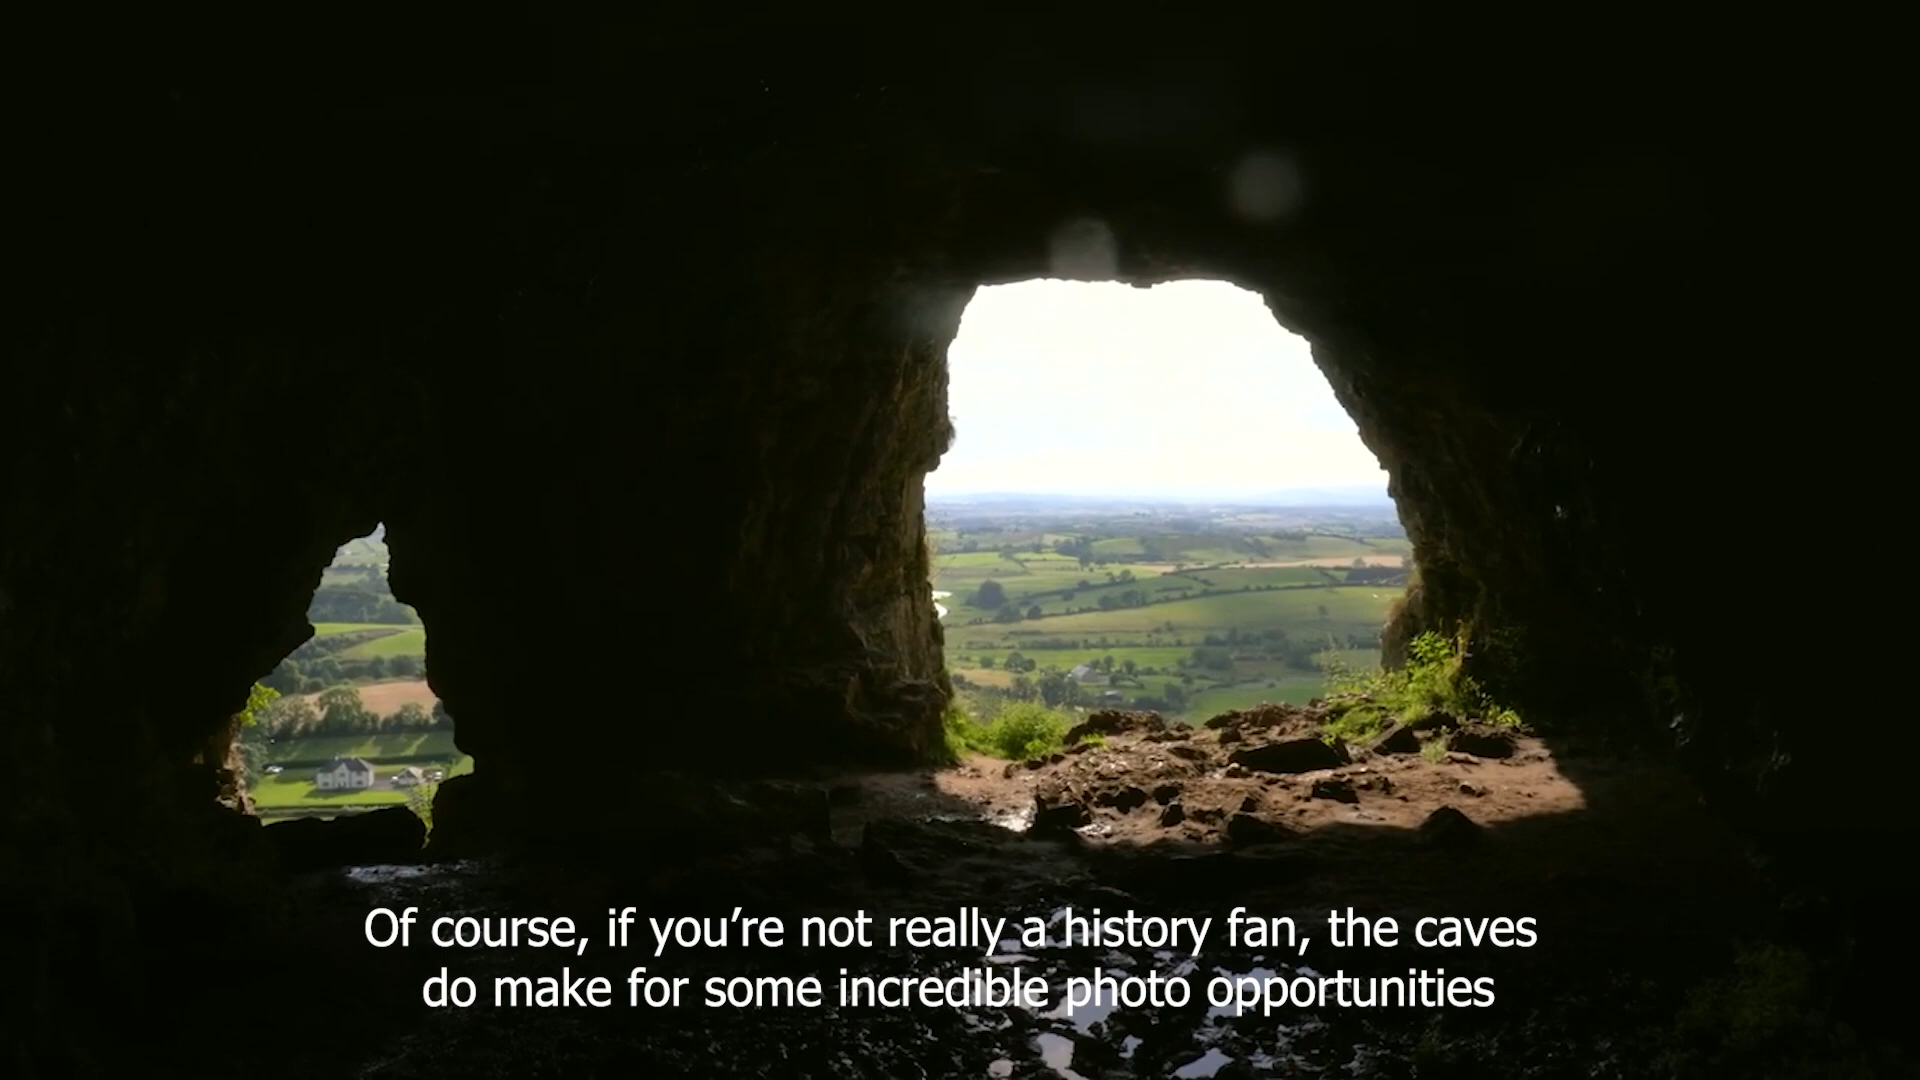 Of course, if you’re not really a history fan, the caves
do make for some incredible photo opportunities